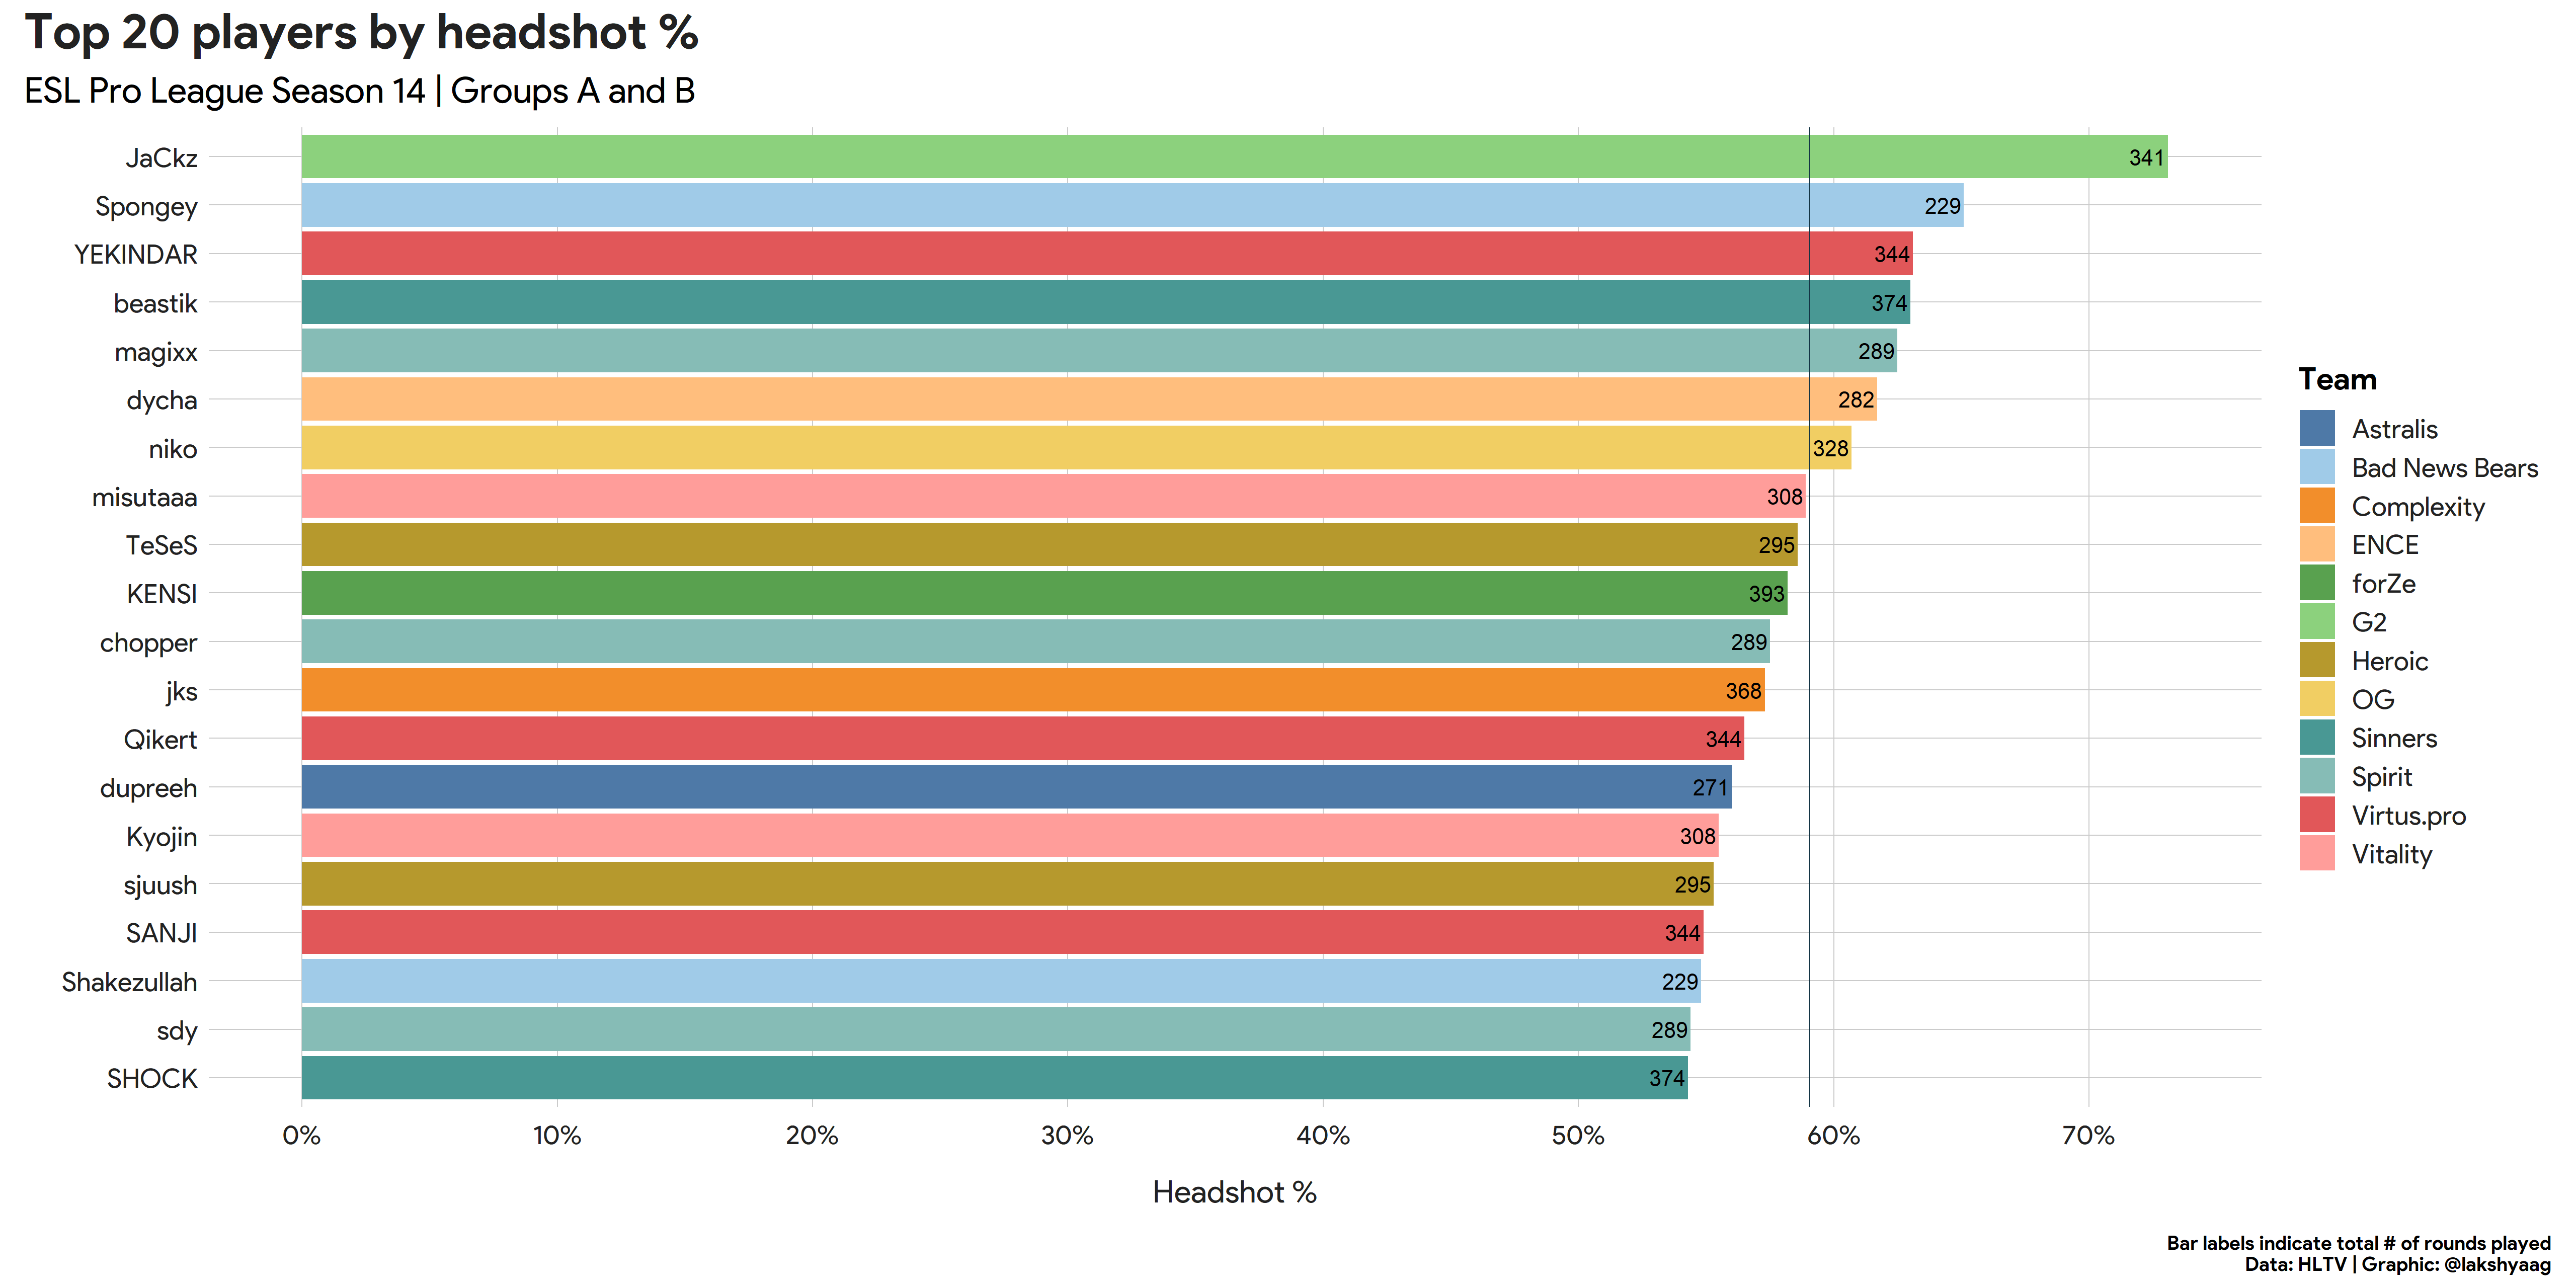 Top 20 players by headshot %
ESL Pro League Season 14 | Groups A and B
JaCkz 341
Spongey 229
YEKINDAR 344
beastik 374
magixx 289
dycha 282
niko 328
misutaaa 308
TeSeS 295
KENSI 393
chopper 289
jks 368
Qikert 344
dupreeh 271
Kyojin 308
sjuush 295
SANJI 344
Shakezullah 229
sdy 289
SHOCK 374
0% 10% 20% 30% 40% 50% 60% 70%
Headshot %
Team
Astralis
Bad News Bears
Complexity
ENCE
forZe
G2
Heroic
OG
Sinners
Spirit
Virtus.pro
Vitality
Bar labels indicate total # of rounds played
Data: HLTV | Graphic: @lakshyaag